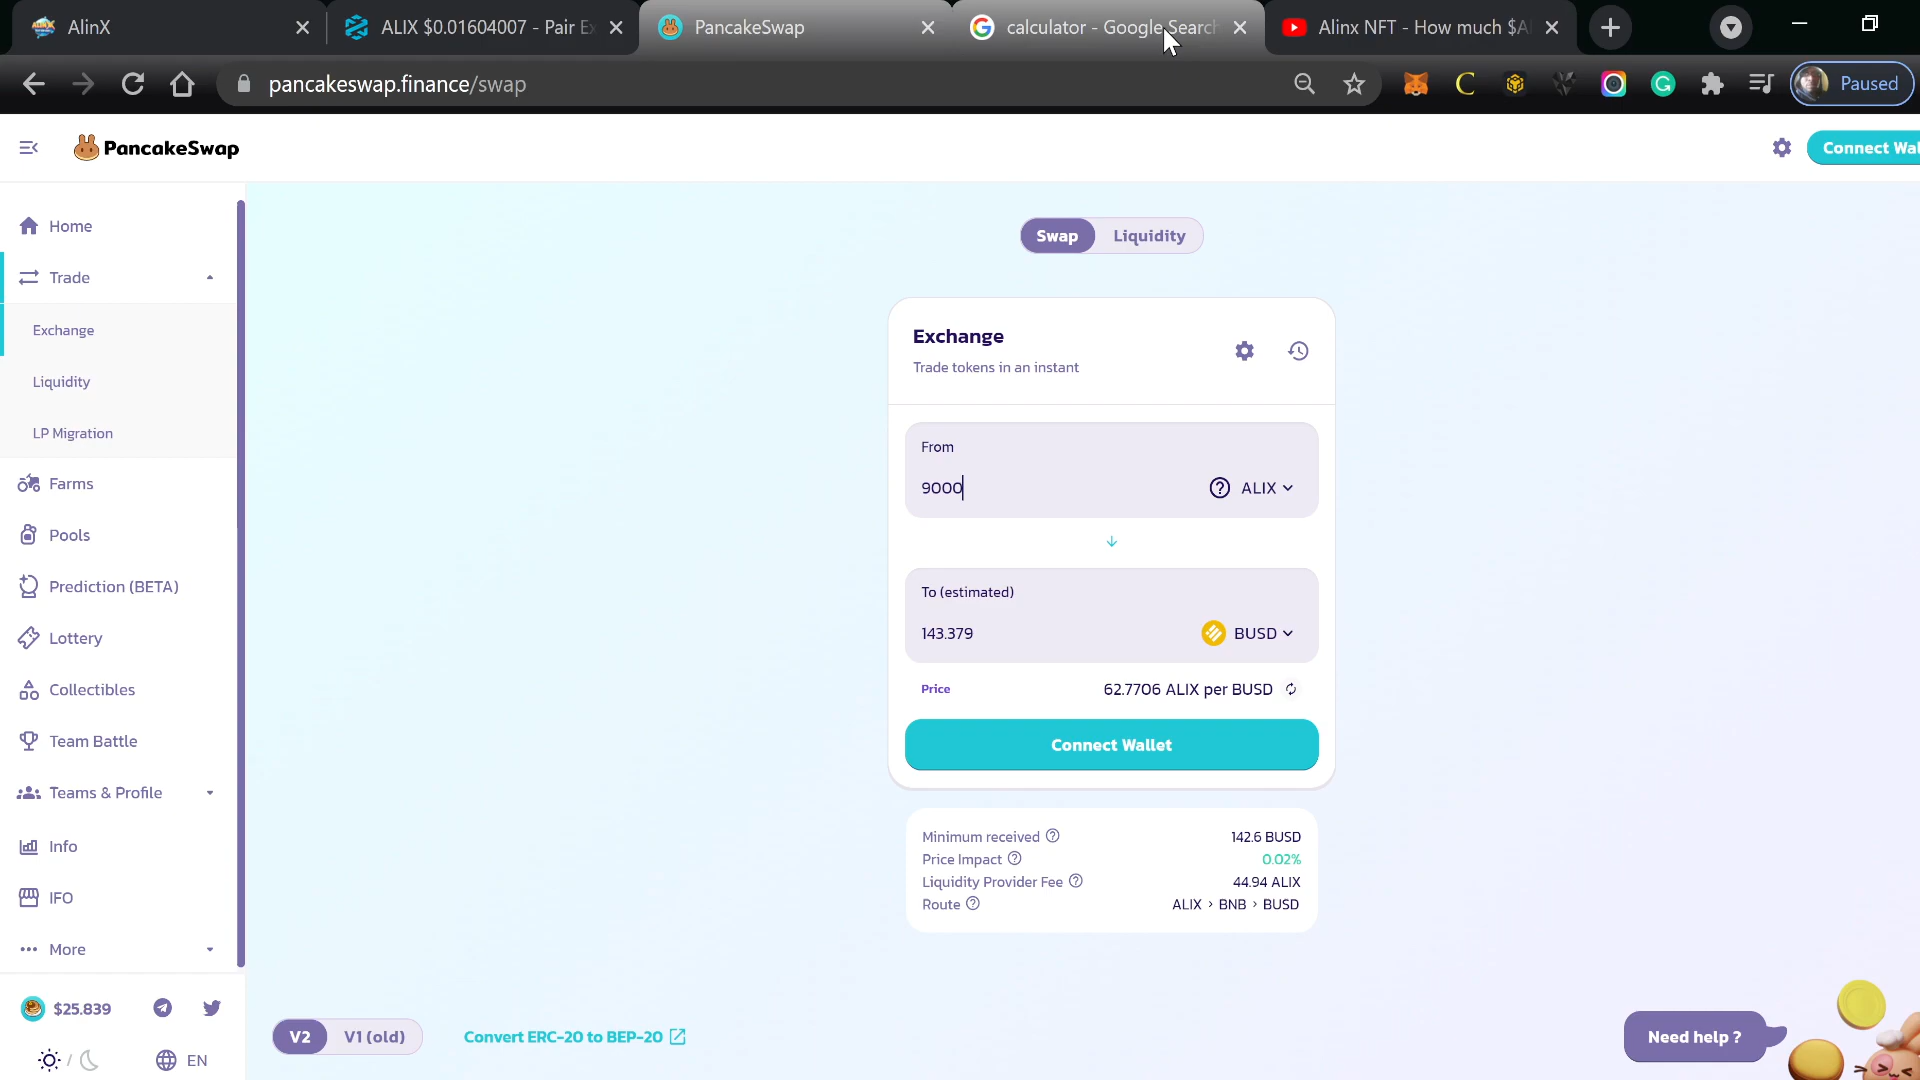 AlinX
ALIX $0.01604007 - Pair Ex
PancakeSwap
calculator - Google Search
Alinx NFT - How much $AL
pancakeswap.finance/swap
Paused
PancakeSwap
Connect Wal
Home
Trade
Exchange
Liquidity
LP Migration
Farms
Pools
Prediction (BETA)
Lottery
Collectibles
Team Battle
Teams & Profile
Info
IFO
More
$25.839
/
EN
Swap Liquidity
Exchange
Trade tokens in an instant
From
9000
ALIX
To (estimated)
143.379
BUSD
Price
62.7706 ALIX per BUSD
Connect Wallet
Minimum received 142.6 BUSD
Price Impact 0.02%
Liquidity Provider Fee 44.94 ALIX
Route ALIX > BNB > BUSD
V2 V1 (old)
Convert ERC-20 to BEP-20
Need help ?